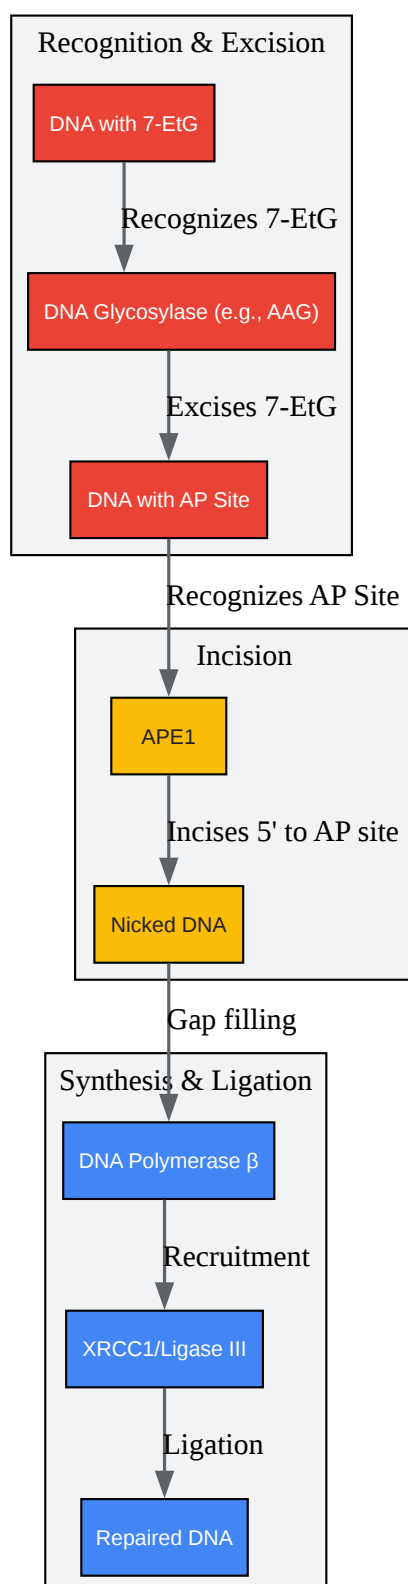 Recognition & Excision
DNA with 7-EtG
Recognizes 7-EtG
DNA Glycosylase (e.g., AAG)
Excises 7-EtG
DNA with AP Site
Recognizes AP Site
Incision
APE1
Incises 5' to AP site
Nicked DNA
Gap filling
Synthesis & Ligation
DNA Polymerase β
Recruitment
XRCC1/Ligase III
Ligation
Repaired DNA